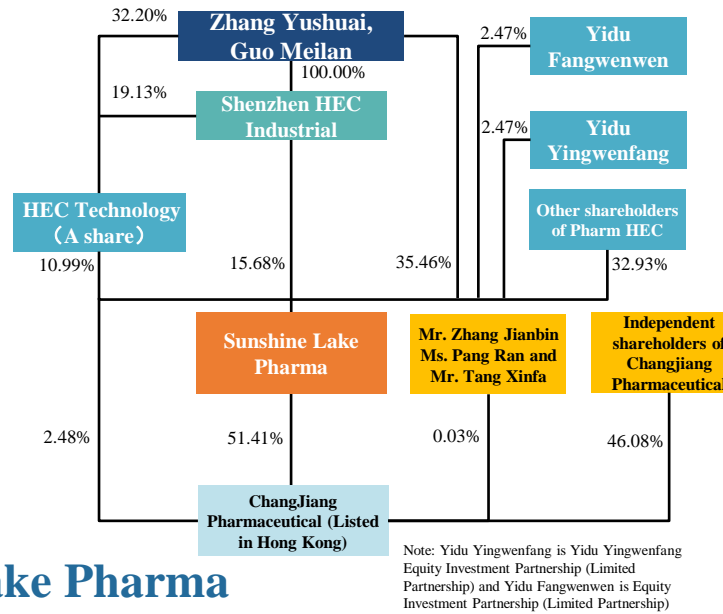 32.20%
Zhang Yushuai,
Guo Meilan
2.47%
Yidu
Fangwenwen
100.00%
19.13%
Shenzhen HEC
Industrial
2.47%
Yidu
Yingwenfang
HEC Technology
（A share）
Other shareholders
of Pharm HEC
10.99%
15.68%
35.46%
32.93%
Sunshine Lake
Pharma
Mr. Zhang Jianbin
Ms. Pang Ran and
Mr. Tang Xinfa
Independent
shareholders of
Changjiang
Pharmaceutical
2.48%
51.41%
0.03%
46.08%
ChangJiang
Pharmaceutical (Listed
in Hong Kong)
Note: Yidu Yingwenfang is Yidu Yingwenfang
Equity Investment Partnership (Limited
Partnership) and Yidu Fangwenwen is Equity
Investment Partnership (Limited Partnership)
ake Pharma